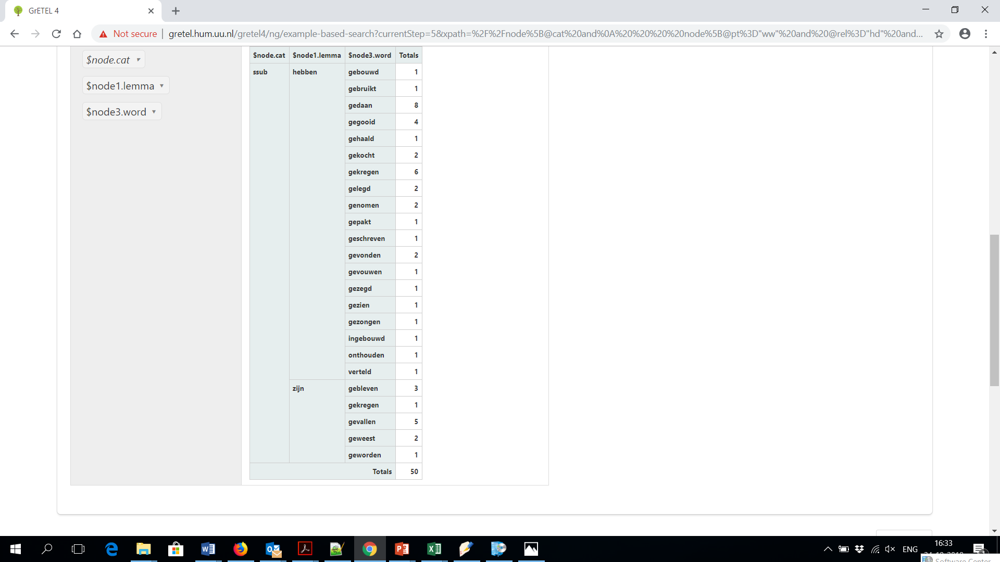 GrETEL 4
Not secure | gretel.hum.uu.nl/gretel4/ng/example-based-search?currentStep=5&xpath=%2F%2Fnode%5B@cat%20and%0A%20%20%20%20node%5B@pt%3D"ww"%20and%20@rel%3D"hd"%20and...
$node.cat
$node1.lemma
$node3.word
$node.cat $node1.lemma $node3.word Totals
ssub hebben gebouwd 1
gebruikt 1
gedaan 8
gegooid 4
gehaald 1
gekocht 2
gekregen 6
gelegd 2
genomen 2
gepakt 1
geschreven 1
gevonden 2
gevouwen 1
gezegd 1
gezien 1
gezongen 1
ingebouwd 1
onthouden 1
verteld 1
zijn gebleven 3
gekregen 1
gevallen 5
geweest 2
geworden 1
Totals 50
ENG 16:33
Software Center